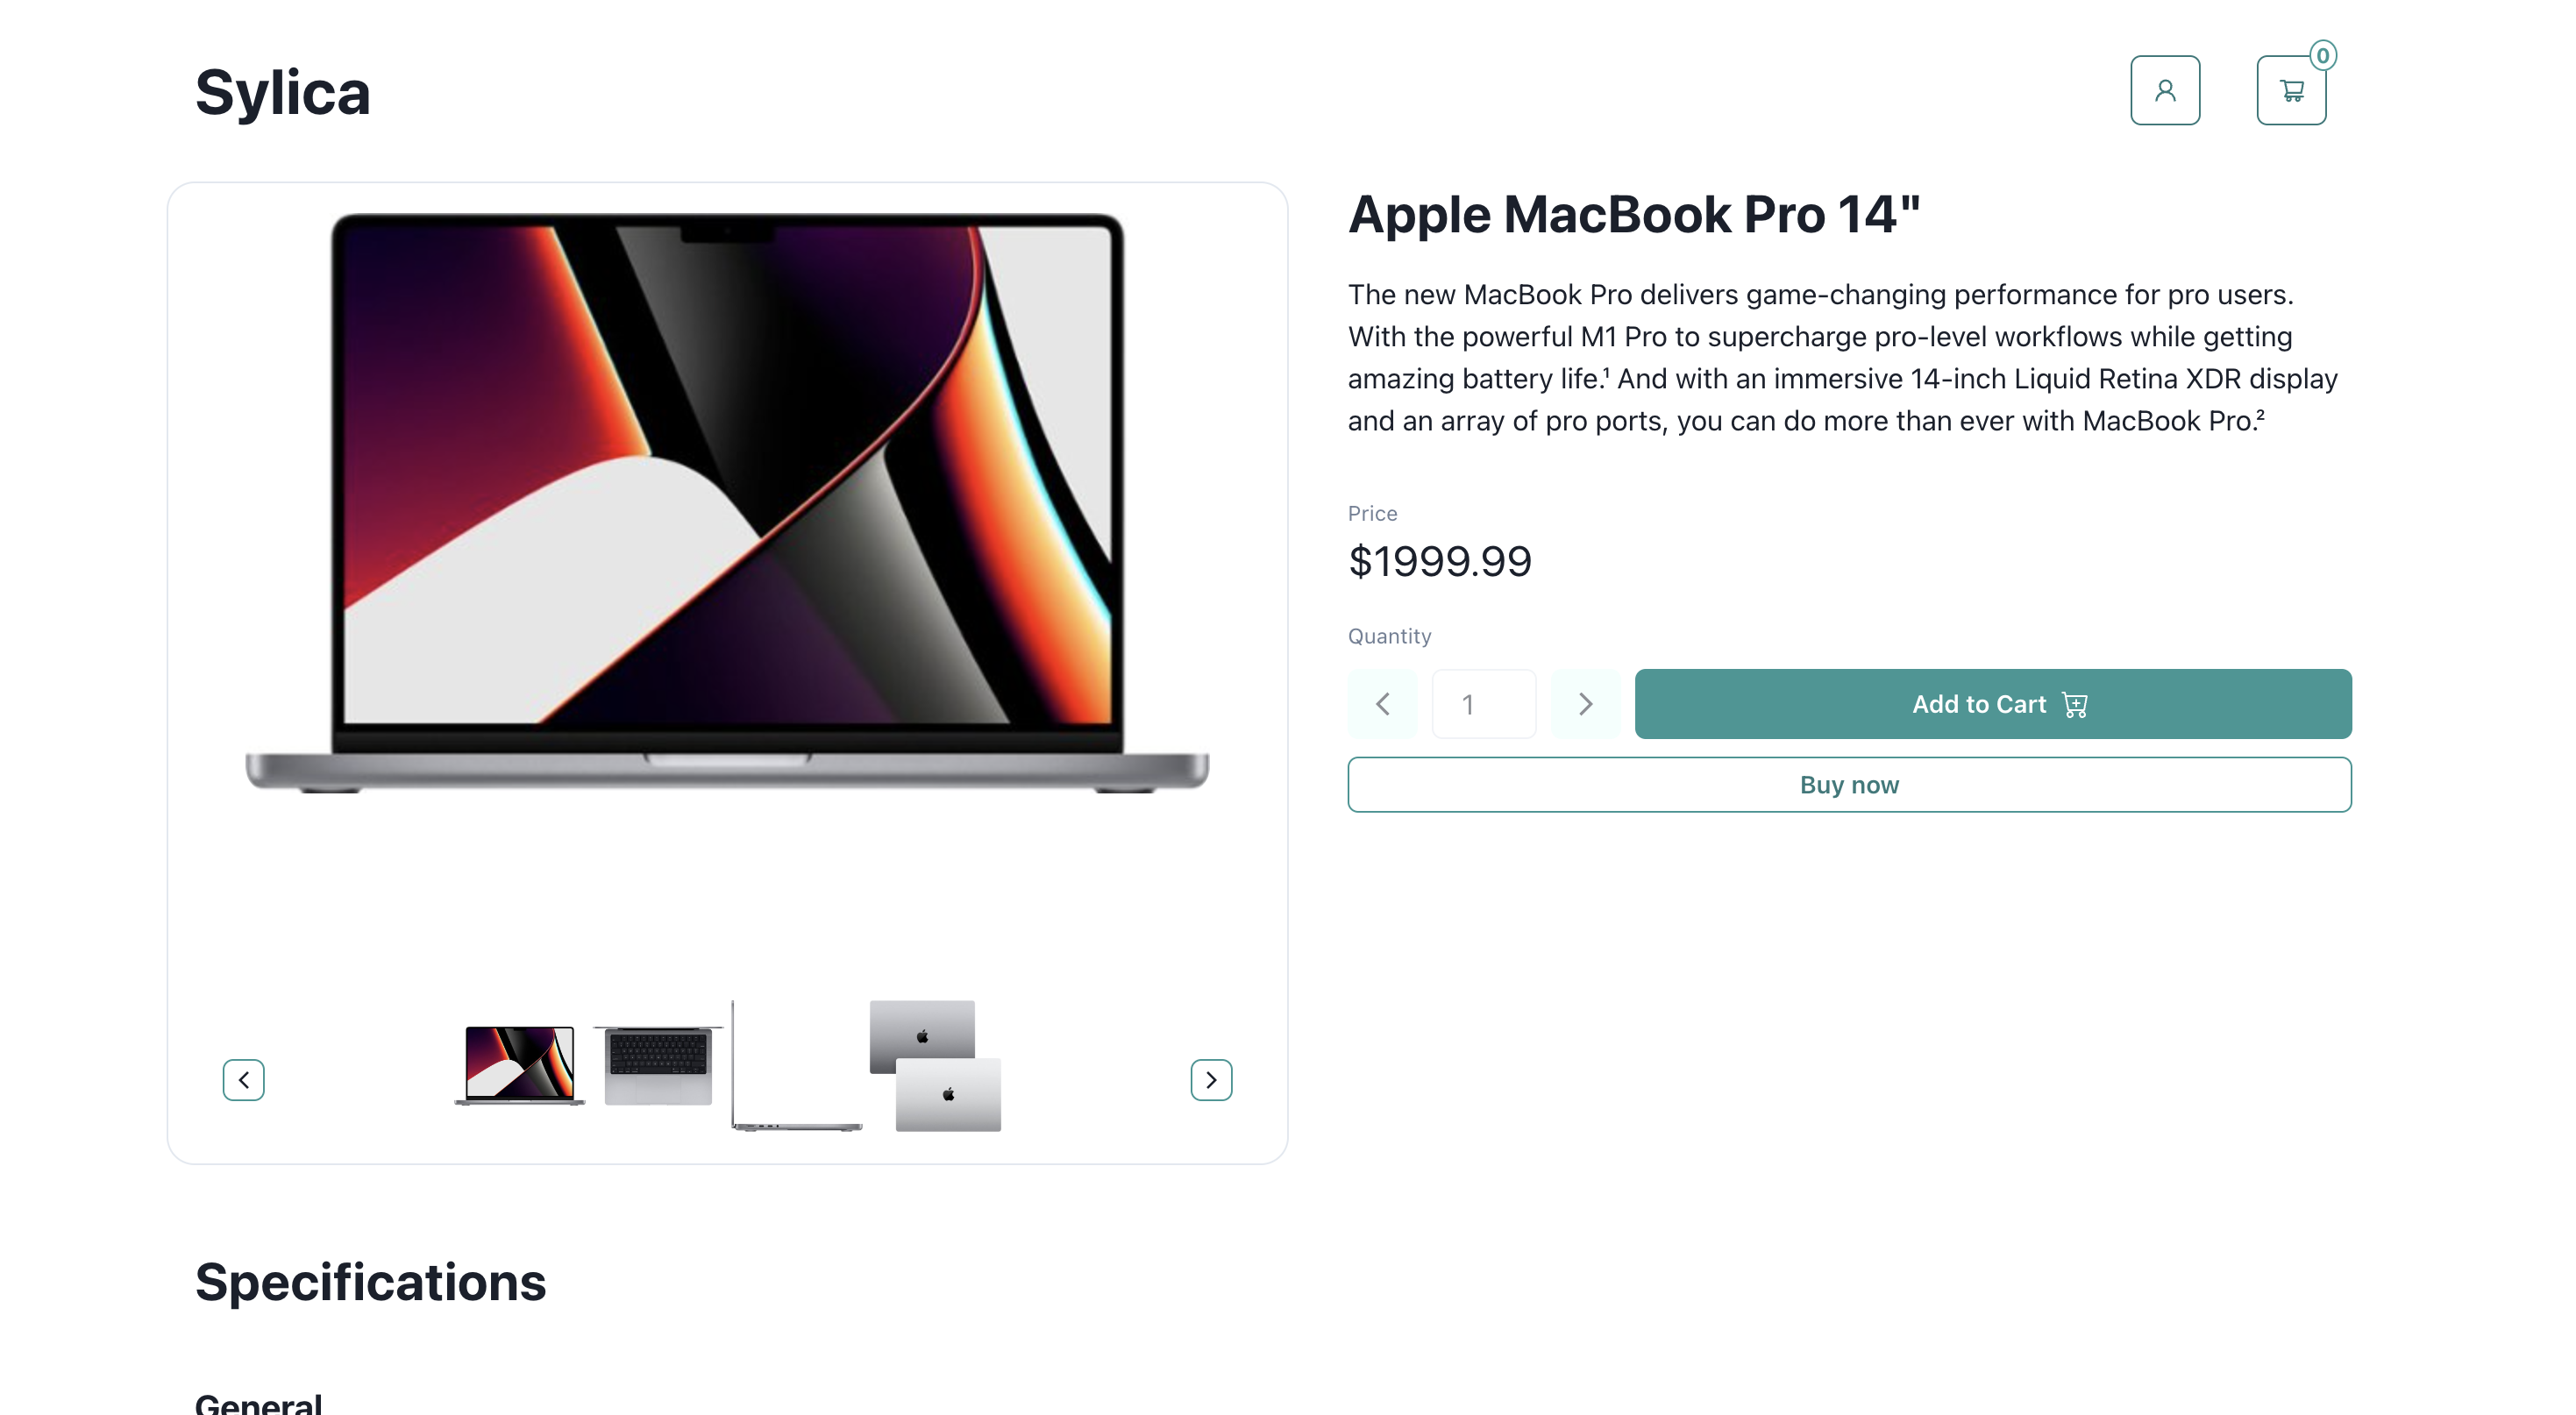 Sylica
0
Apple MacBook Pro 14"
The new MacBook Pro delivers game-changing performance for pro users.
With the powerful M1 Pro to supercharge pro-level workflows while getting
amazing battery life.¹ And with an immersive 14-inch Liquid Retina XDR display
and an array of pro ports, you can do more than ever with MacBook Pro.²
Price
$1999.99
Quantity
1
Add to Cart
Buy now
Specifications
General